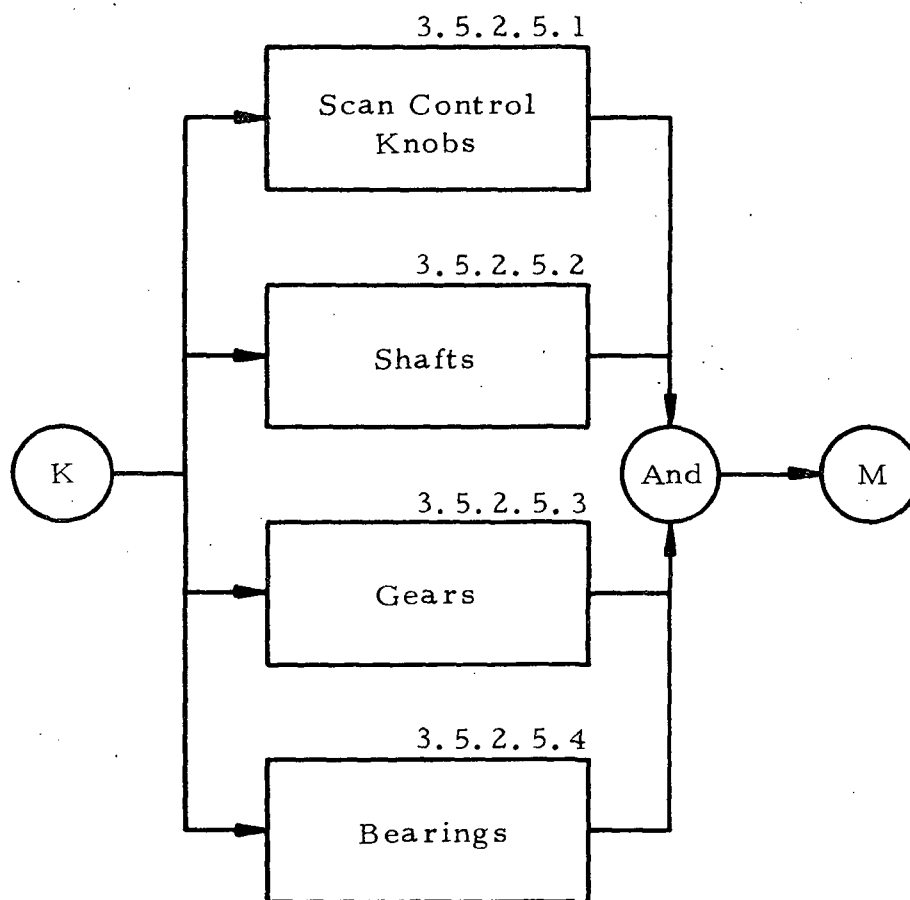 3.5.2.5.1
Scan Control
Knobs
3.5.2.5.2
Shafts
K
And
M
3.5.2.5.3
Gears
3.5.2.5.4
Bearings